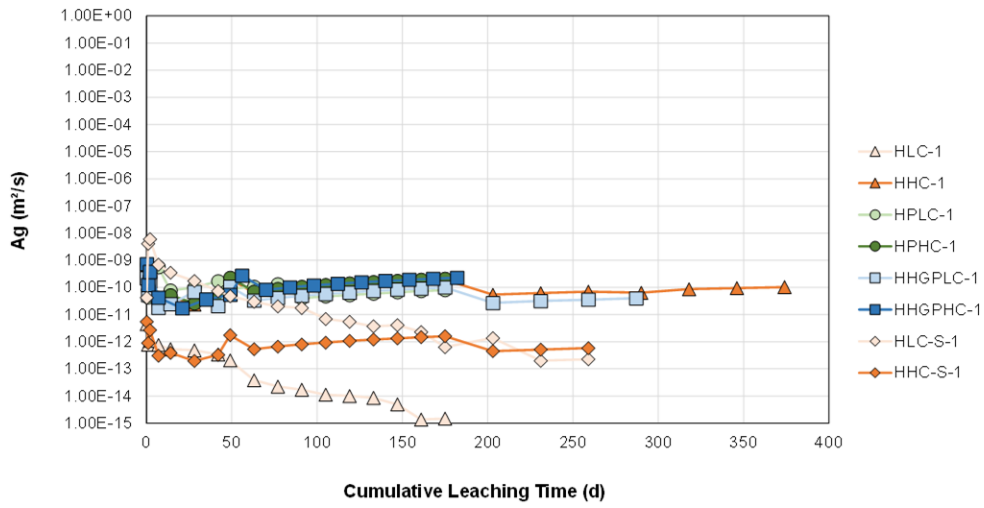 1.00E+00
1.00E-01
1.00E-02
1.00E-03
1.00E-04
1.00E-05
1.00E-06
1.00E-07
1.00E-08
1.00E-09
1.00E-10
1.00E-11
1.00E-12
1.00E-13
1.00E-14
1.00E-15
Ag (m²/s)
0 50 100 150 200 250 300 350 400
Cumulative Leaching Time (d)
HLC-1
HHC-1
HPLC-1
HPHC-1
HHGPLC-1
HHGPHC-1
HLC-S-1
HHC-S-1